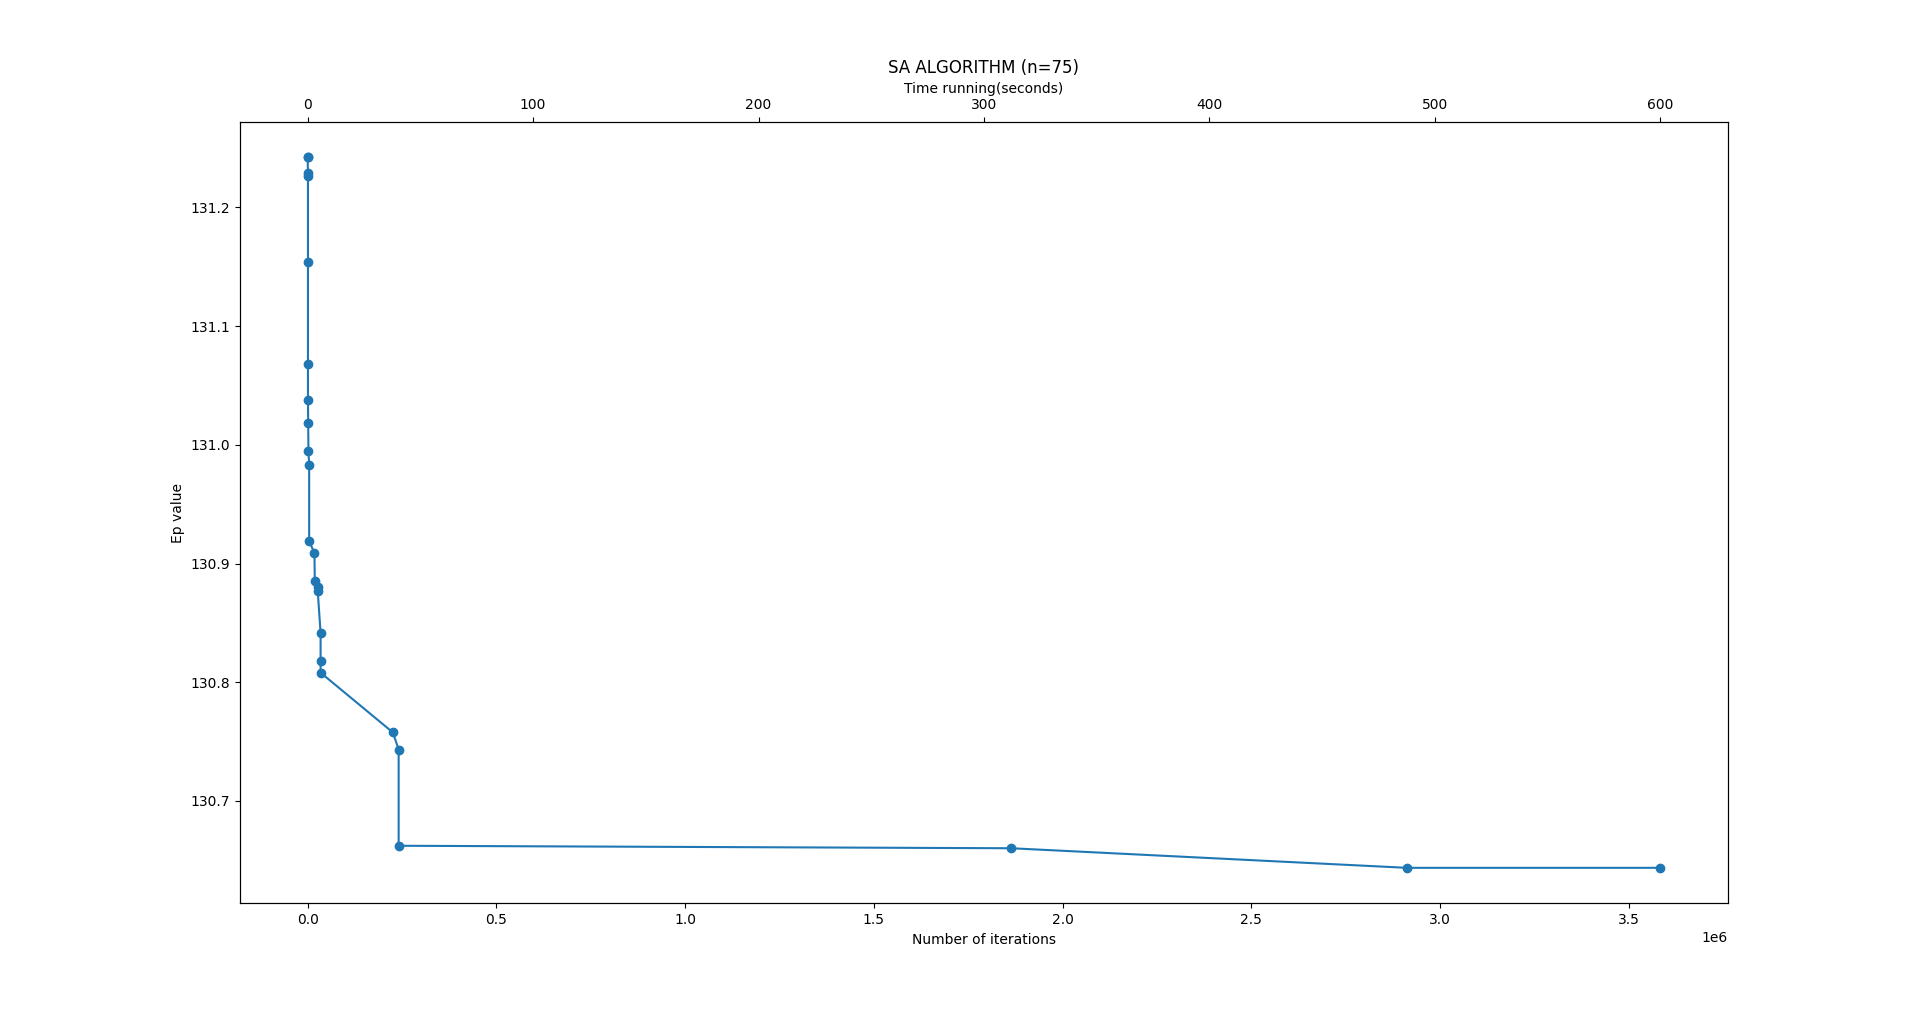 SA ALGORITHM (n=75)
Time running(seconds)
0 100 200 300 400 500 600
131.2
131.1
131.0
130.9
130.8
130.7
Ep value
0.0 0.5 1.0 1.5 2.0 2.5 3.0 3.5
1e6
Number of iterations